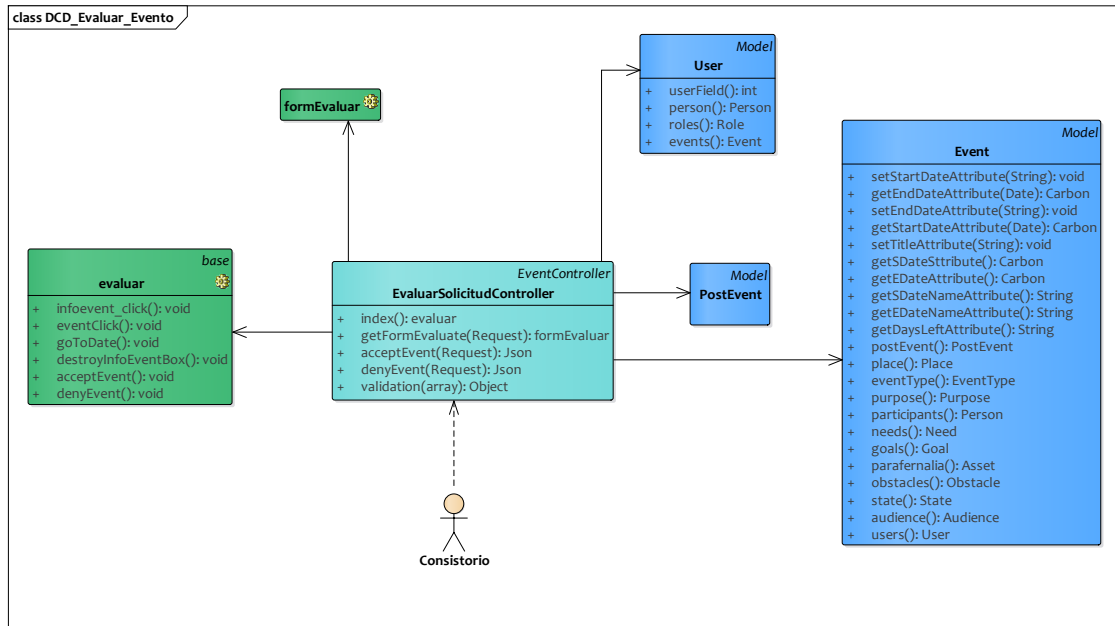 class DCD_Evaluar_Evento
formEvaluar
Model
User
+ userField(): int
+ person(): Person
+ roles(): Role
+ events(): Event
Model
Event
+ setStartDateAttribute(String): void
+ getEndDateAttribute(Date): Carbon
+ setEndDateAttribute(String): void
+ getStartDateAttribute(Date): Carbon
+ setTitleAttribute(String): void
+ getSDateSttribute(): Carbon
+ getEDateAttribute(): Carbon
+ getSDateNameAttribute(): String
+ getEDateNameAttribute(): String
+ getDaysLeftAttribute(): String
+ postEvent(): PostEvent
+ place(): Place
+ eventType(): EventType
+ purpose(): Purpose
+ participants(): Person
+ needs(): Need
+ goals(): Goal
+ parafernalia(): Asset
+ obstacles(): Obstacle
+ state(): State
+ audience(): Audience
+ users(): User
base
evaluar
+ infoevent_click(): void
+ eventClick(): void
+ goToDate(): void
+ destroyInfoEventBox(): void
+ acceptEvent(): void
+ denyEvent(): void
EventController
EvaluarSolicitudController
+ index(): evaluar
+ getFormEvaluate(Request): formEvaluar
+ acceptEvent(Request): Json
+ denyEvent(Request): Json
+ validation(array): Object
Model
PostEvent
Consistorio